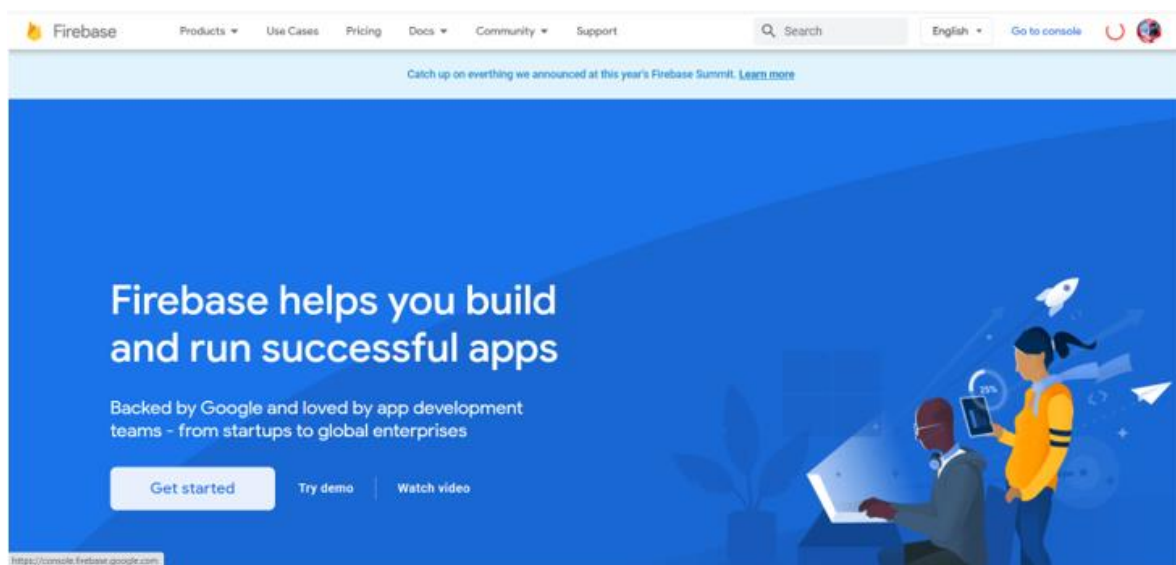 Firebase
Products
Use Cases
Pricing
Docs
Community
Support
Search
English
Go to console
Catch up on everthing we announced at this year's Firebase Summit. Learn more
Firebase helps you build
and run successful apps
Backed by Google and loved by app development
teams - from startups to global enterprises
Get started
Try demo
Watch video
25%
https://console.firebase.google.com